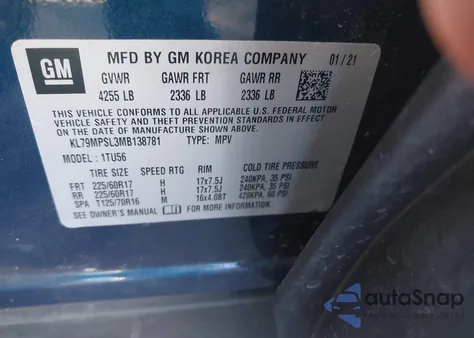 GM
MFD BY GM KOREA COMPANY 01/21
GVWR GAWR FRT GAWR RR
4255 LB 2336 LB 2336 LB
THIS VEHICLE CONFORMS TO ALL APPLICABLE U.S. FEDERAL MOTOR
VEHICLE SAFETY AND THEFT PREVENTION STANDARDS IN EFFECT
ON THE DATE OF MANUFACTURE SHOWN ABOVE.
KL79MPSL3MB138781 TYPE: MPV
MODEL: 1TU56
TIRE SIZE SPEED RTG RIM COLD TIRE PRESSURE
FRT 225/60R17 H 17x7.5J 240KPA, 35 PSI
RR 225/60R17 H 17x7.5J 240KPA, 35 PSI
SPA T125/70R16 M 16x4.0BT 420KPA, 60 PSI
SEE OWNER'S MANUAL FOR ADDITIONAL INFORMATION.
autoSnap